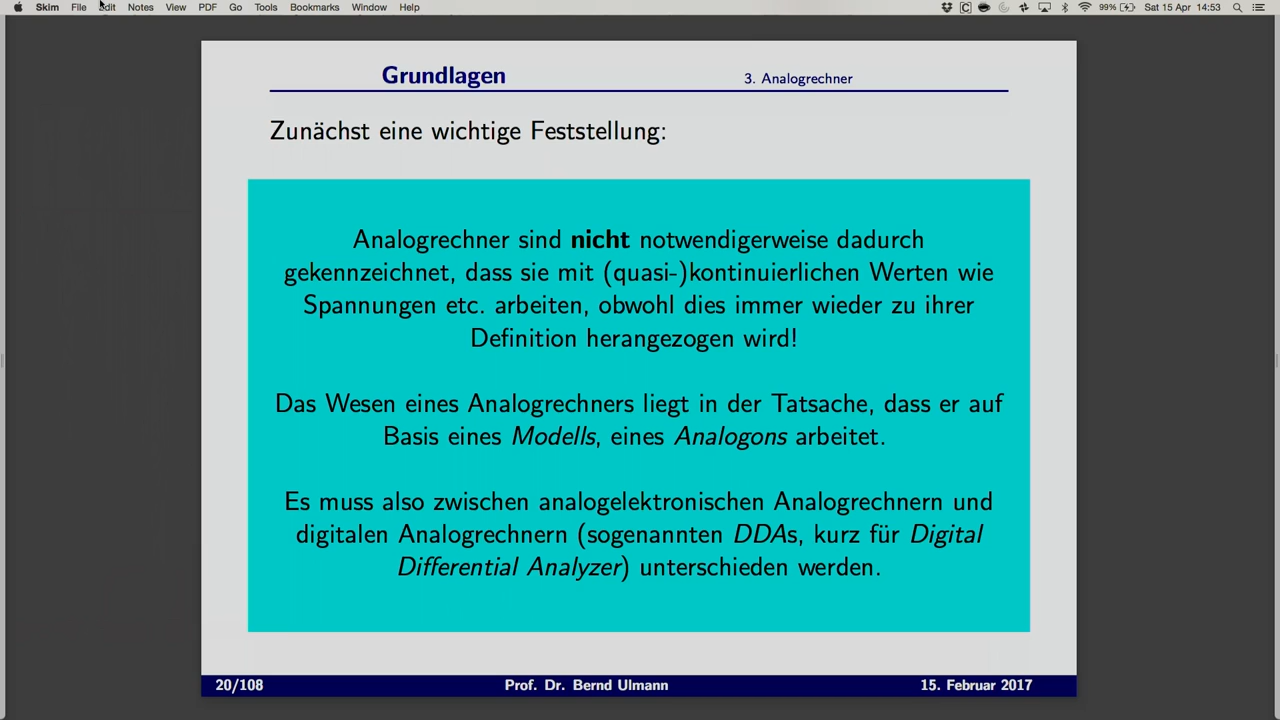 Skim File Edit Notes View PDF Go Tools Bookmarks Window Help 99% Sat 15 Apr 14:53
Grundlagen 3. Analogrechner
Zunächst eine wichtige Feststellung:
Analogrechner sind nicht notwendigerweise dadurch
gekennzeichnet, dass sie mit (quasi-)kontinuierlichen Werten wie
Spannungen etc. arbeiten, obwohl dies immer wieder zu ihrer
Definition herangezogen wird!
Das Wesen eines Analogrechners liegt in der Tatsache, dass er auf
Basis eines Modells, eines Analogons arbeitet.
Es muss also zwischen analogelektronischen Analogrechnern und
digitalen Analogrechnern (sogenannten DDAs, kurz für Digital
Differential Analyzer) unterschieden werden.
20/108 Prof. Dr. Bernd Ulmann 15. Februar 2017